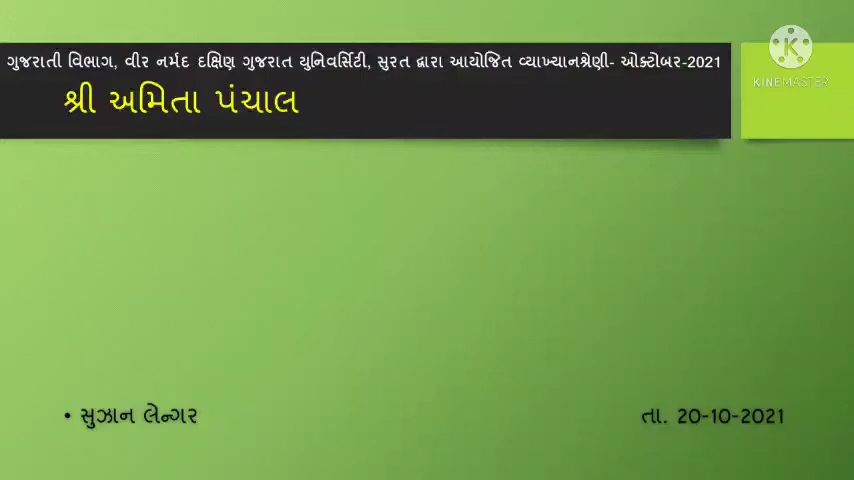 ગુજરાતી વિભાગ, વીર નર્મદ દક્ષિણ ગુજરાત યુનિવર્સિટી, સુરત દ્વારા આયોજિત વ્યાખ્યાનશ્રેણી- ઓક્ટોબર-2021
શ્રી અમિતા પંચાલ
KINEMASTER
• સુઝાન લેન્ગર
તા. 20-10-2021